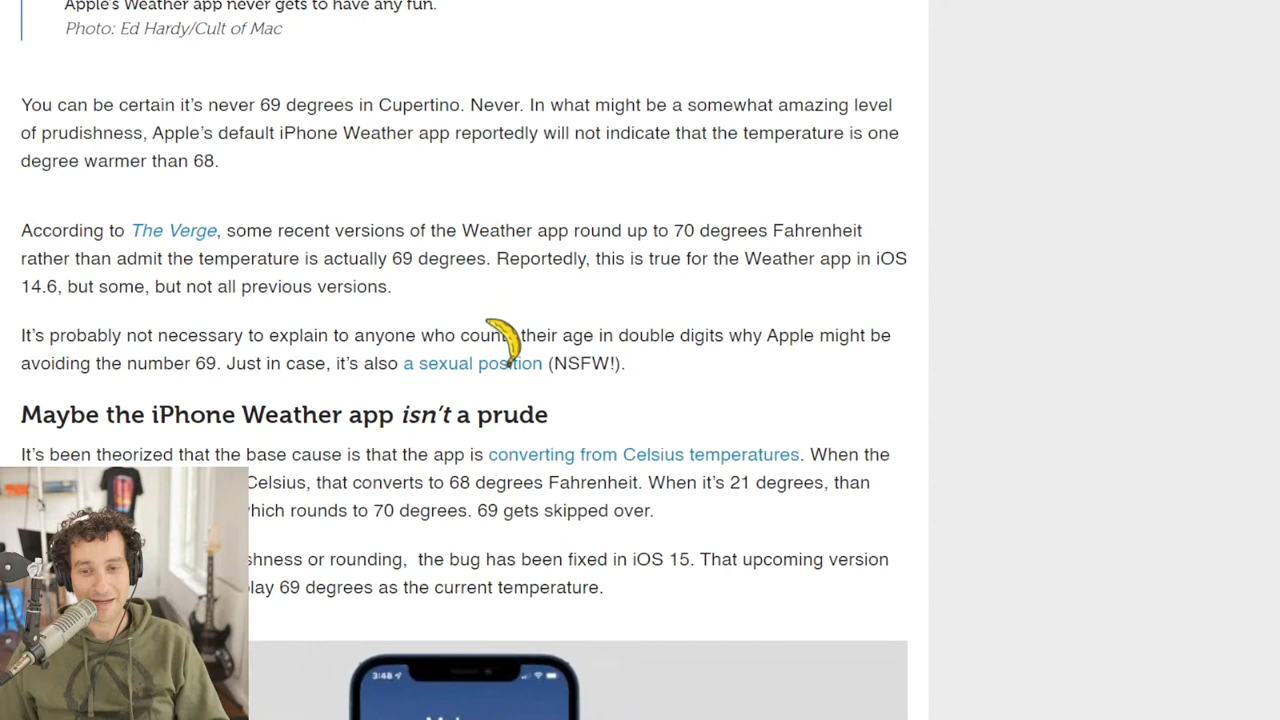 Apple's Weather app never gets to have any fun.
Photo: Ed Hardy/Cult of Mac
You can be certain it's never 69 degrees in Cupertino. Never. In what might be a somewhat amazing level
of prudishness, Apple's default iPhone Weather app reportedly will not indicate that the temperature is one
degree warmer than 68.
According to The Verge, some recent versions of the Weather app round up to 70 degrees Fahrenheit
rather than admit the temperature is actually 69 degrees. Reportedly, this is true for the Weather app in iOS
14.6, but some, but not all previous versions.
It's probably not necessary to explain to anyone who count their age in double digits why Apple might be
avoiding the number 69. Just in case, it's also a sexual position (NSFW!).
Maybe the iPhone Weather app isn't a prude
It's been theorized that the base cause is that the app is converting from Celsius temperatures. When the
Celsius, that converts to 68 degrees Fahrenheit. When it's 21 degrees, than
which rounds to 70 degrees. 69 gets skipped over.
shness or rounding, the bug has been fixed in iOS 15. That upcoming version
lay 69 degrees as the current temperature.
3:48